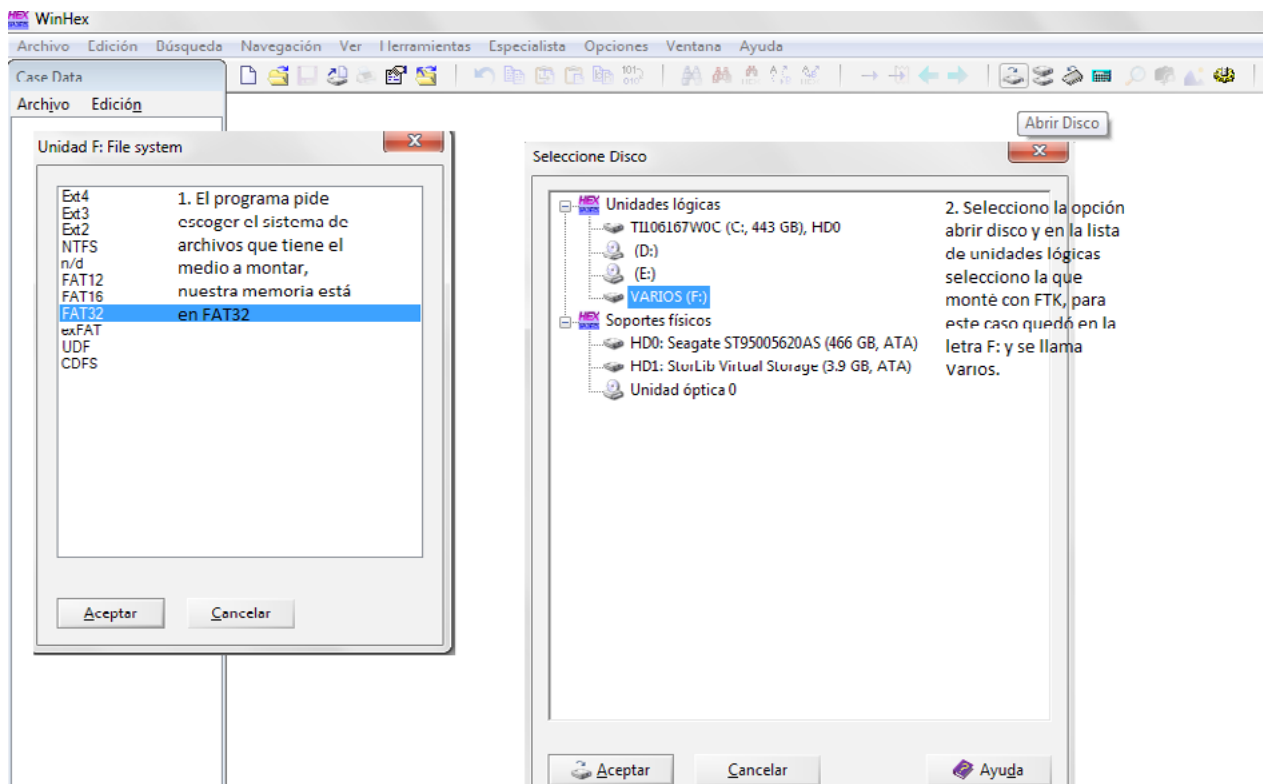 WinHex
Archivo Edición Búsqueda Navegación Ver Herramientas Especialista Opciones Ventana Ayuda
Case Data
Archivo Edición
Abrir Disco
Unidad F: File system
Ext4
Ext3
Ext2
NTFS
n/d
FAT12
FAT16
FAT32
exFAT
UDF
CDFS
1. El programa pide
escoger el sistema de
archivos que tiene el
medio a montar,
nuestra memoria está
en FAT32
Aceptar Cancelar
Seleccione Disco
Unidades lógicas
TI106167W0C (C:, 443 GB), HD0
(D:)
(E:)
VARIOS (F:)
Soportes físicos
HD0: Seagate ST95005620AS (466 GB, ATA)
HD1: StorLib Virtual Storage (3.9 GB, ATA)
Unidad óptica 0
2. Selecciono la opción
abrir disco y en la lista
de unidades lógicas
selecciono la que
monté con FTK, para
este caso quedó en la
letra F: y se llama
Varios.
Aceptar Cancelar Ayuda